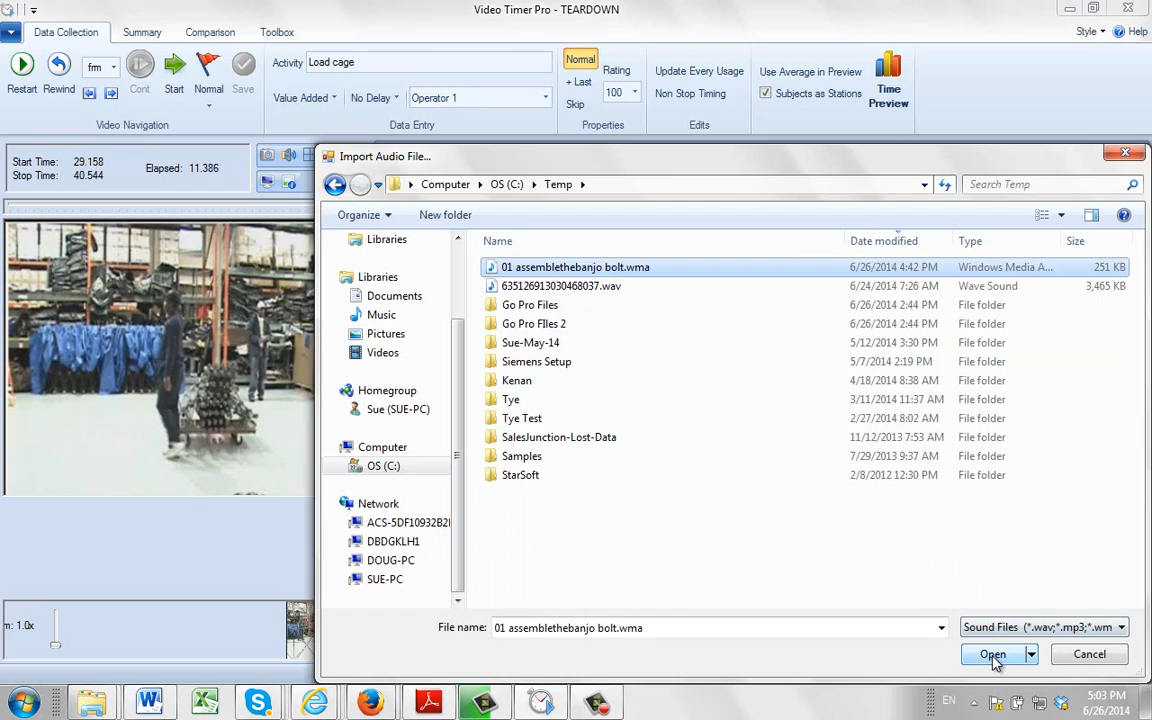 Video Timer Pro - TEARDOWN
Data Collection Summary Comparison Toolbox Style Help
Restart Rewind fm Cont Start Normal Save
Video Navigation
Activity Load cage
Value Added No Delay Operator 1
Data Entry
Normal
+ Last
Skip
Rating
100
Properties
Update Every Usage
Non Stop Timing
Edits
Use Average in Preview
Subjects as Stations
Time
Preview
Start Time: 29.158
Stop Time: 40.544
Elapsed: 11.386
Import Audio File...
Computer OS (C:) Temp
Search Temp
Organize New folder
Libraries
Libraries
Documents
Music
Pictures
Videos
Homegroup
Sue (SUE-PC)
Computer
OS (C:)
Network
ACS-5DF10932B2
DBDGKLH1
DOUG-PC
SUE-PC
Name Date modified Type Size
01 assemblethebanjo bolt.wma 6/26/2014 4:42 PM Windows Media A... 251 KB
635126913030468037.wav 6/24/2014 7:26 AM Wave Sound 3,465 KB
Go Pro Files 6/26/2014 2:44 PM File folder
Go Pro FIles 2 6/26/2014 2:44 PM File folder
Sue-May-14 5/12/2014 3:30 PM File folder
Siemens Setup 5/7/2014 2:19 PM File folder
Kenan 4/18/2014 8:38 AM File folder
Tye 3/11/2014 11:37 AM File folder
Tye Test 2/27/2014 8:02 AM File folder
SalesJunction-Lost-Data 11/12/2013 7:53 AM File folder
Samples 7/29/2013 9:37 AM File folder
StarSoft 2/8/2012 12:30 PM File folder
File name: 01 assemblethebanjo bolt.wma
Sound Files (*.wav;*.mp3;*.wm
Open Cancel
m: 1.0x
EN
5:03 PM
6/26/2014